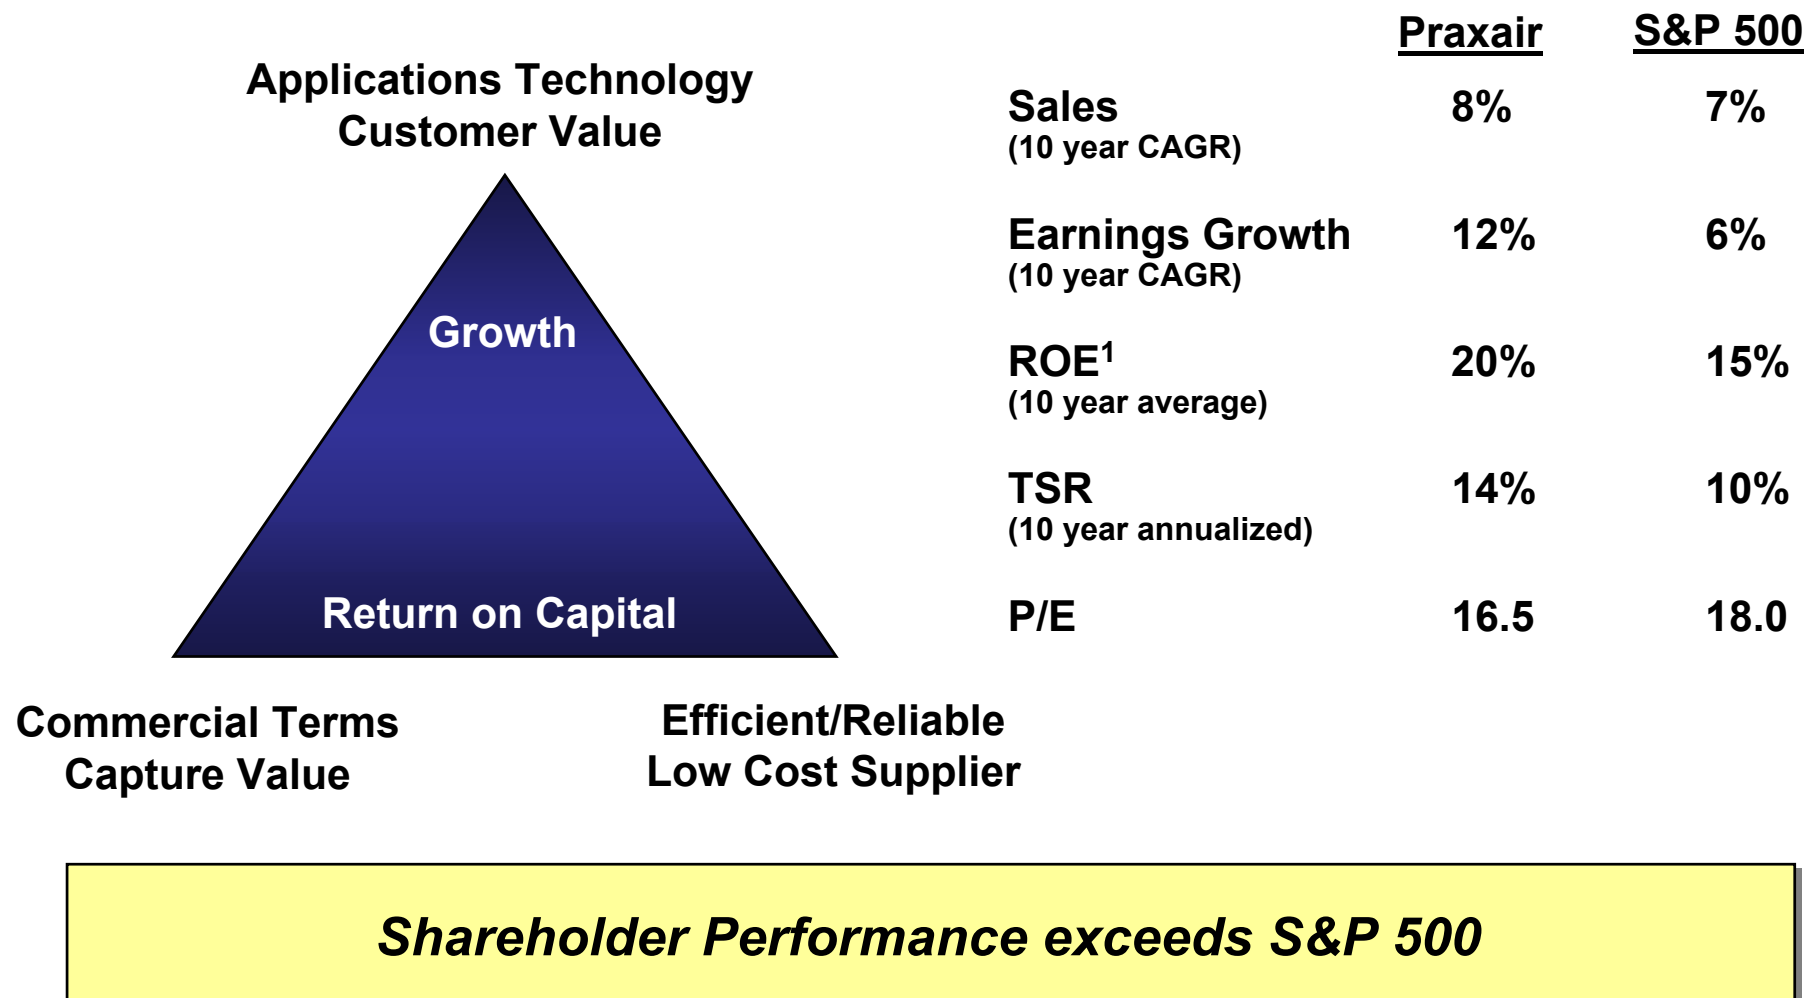 Applications Technology
Customer Value
Growth
Return on Capital
Commercial Terms
Capture Value
Efficient/Reliable
Low Cost Supplier
Praxair S&P 500
Sales 8% 7%
(10 year CAGR)
Earnings Growth 12% 6%
(10 year CAGR)
ROE¹ 20% 15%
(10 year average)
TSR 14% 10%
(10 year annualized)
P/E 16.5 18.0
Shareholder Performance exceeds S&P 500